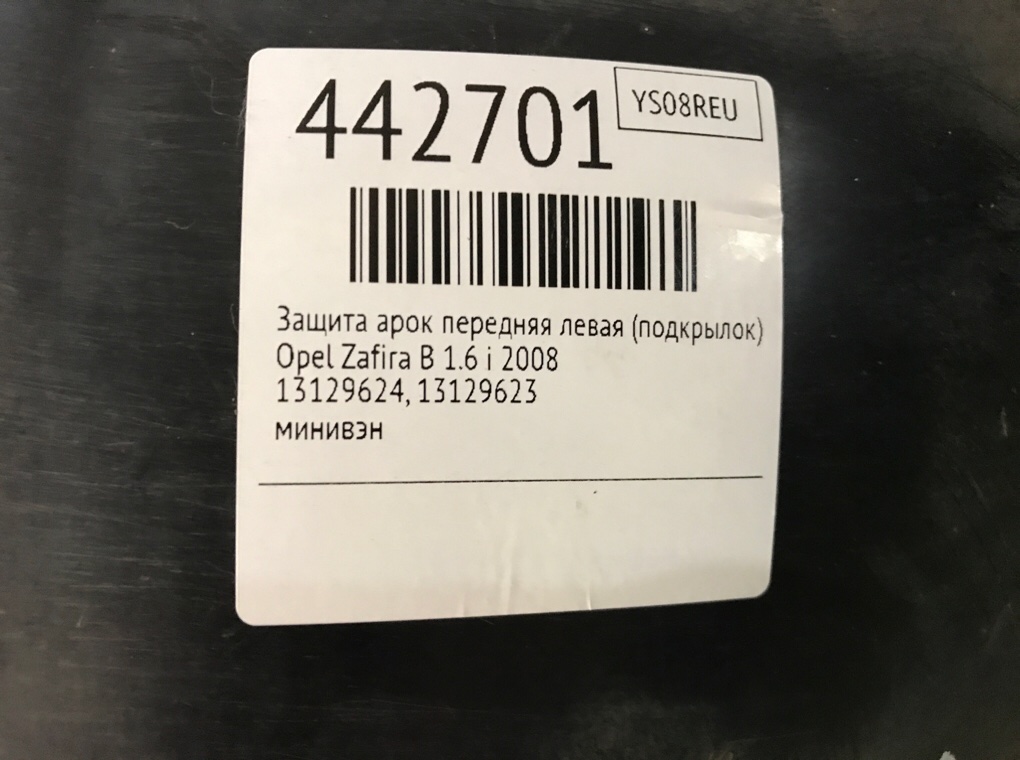 442701
YS08REU
Защита арок передняя левая (подкрылок)
Opel Zafira B 1.6 i 2008
13129624, 13129623
минивэн